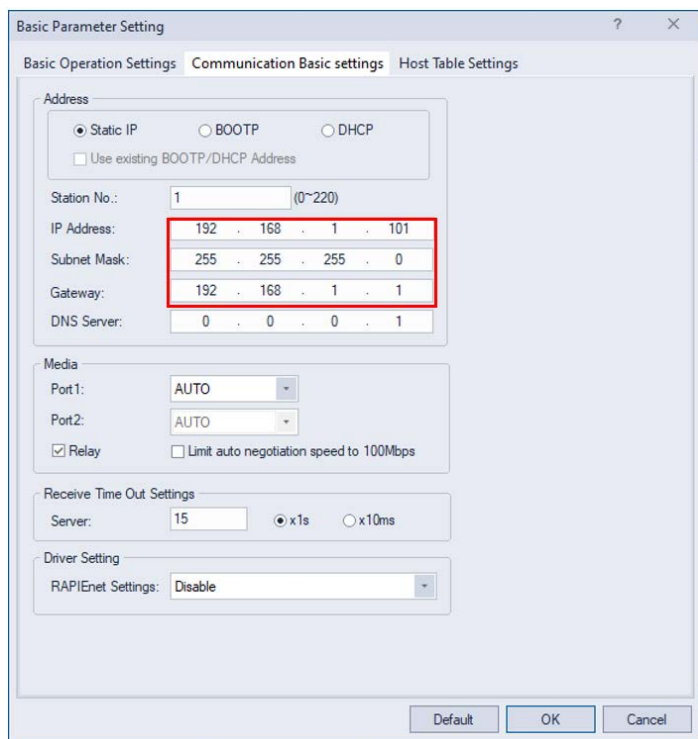 Basic Parameter Setting ? ×
Basic Operation Settings Communication Basic settings Host Table Settings
Address
Static IP BOOTP DHCP
Use existing BOOTP/DHCP Address
Station No.: 1 (0~220)
IP Address: 192 . 168 . 1 . 101
Subnet Mask: 255 . 255 . 255 . 0
Gateway: 192 . 168 . 1 . 1
DNS Server: 0 . 0 . 0 . 1
Media
Port1: AUTO
Port2: AUTO
Relay Limit auto negotiation speed to 100Mbps
Receive Time Out Settings
Server: 15 x1s x10ms
Driver Setting
RAPIEnet Settings: Disable
Default OK Cancel